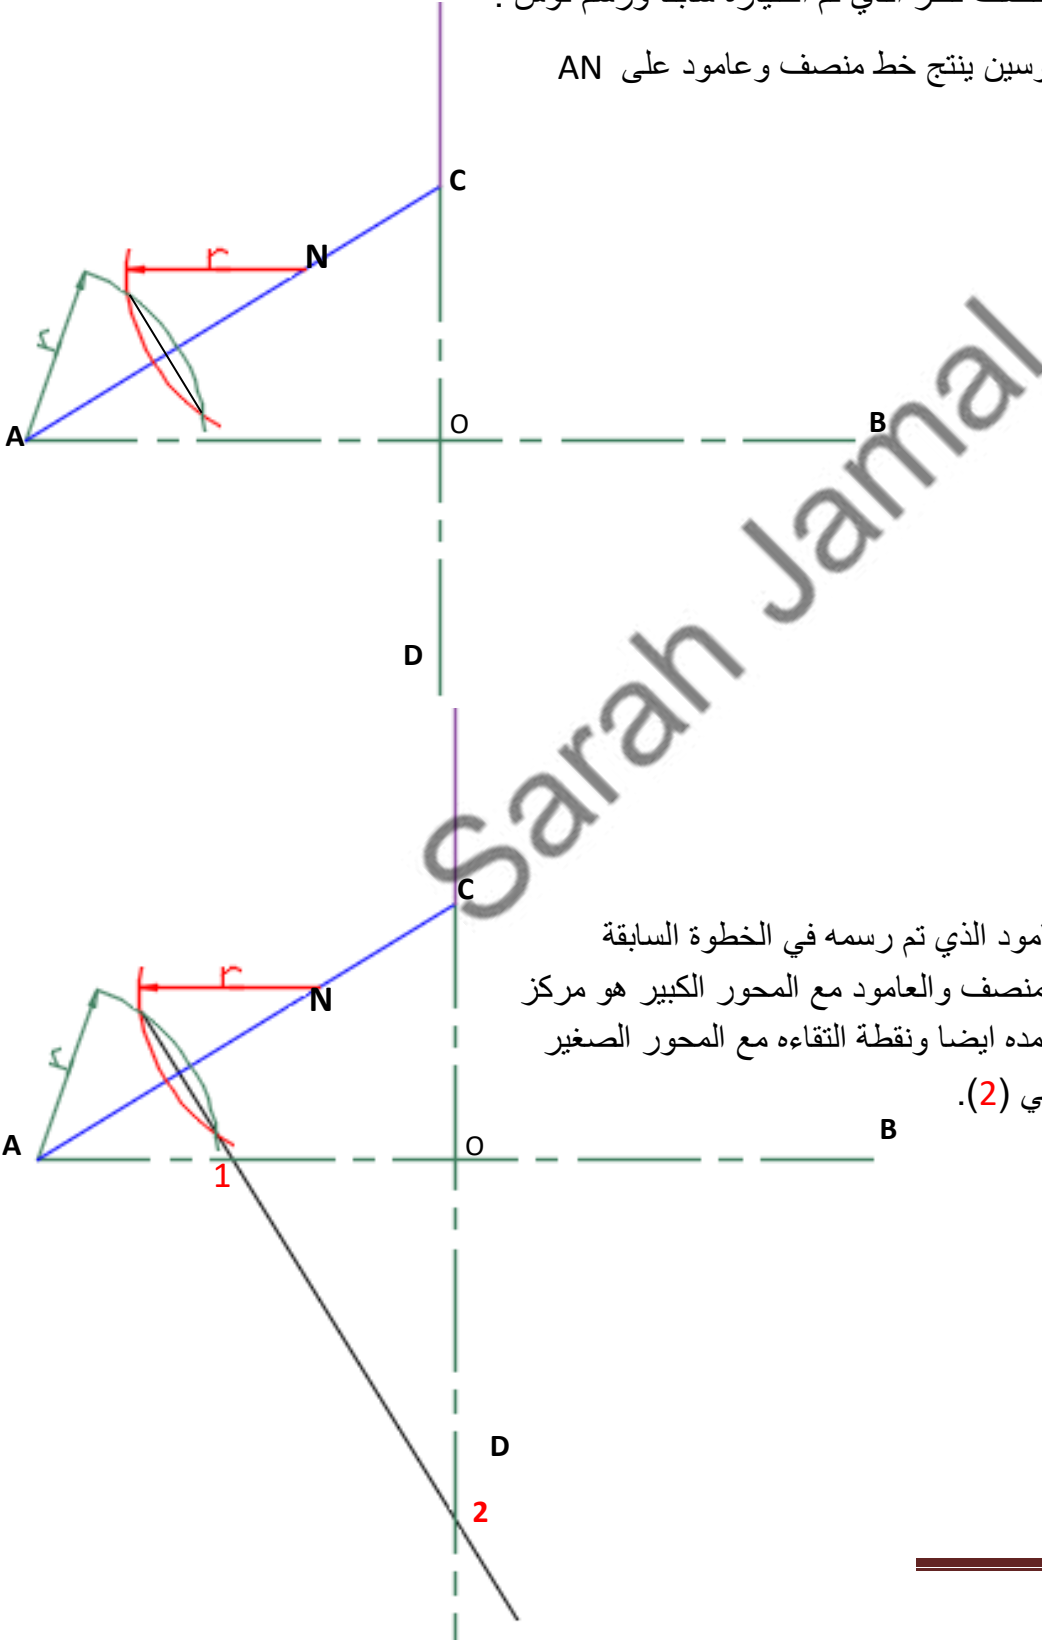 AN رسين ينتج خط منصف وعامود على
C
N
r
r
A
O
B
D
Sarah Jamal
C
مود الذي تم رسمه في الخطوة السابقة
منصف والعامود مع المحور الكبير هو مركز
مده ايضا ونقطة التقاءه مع المحور الصغير
ي (2).
r
N
r
A
O
B
1
D
2